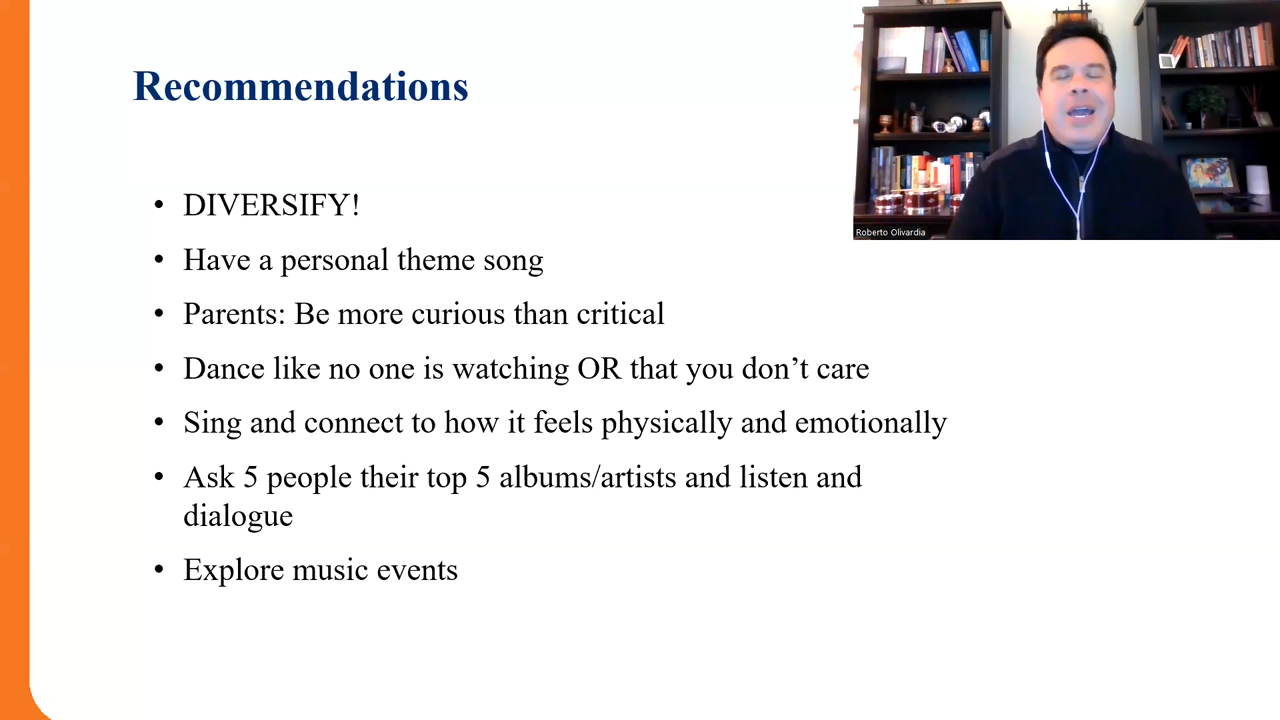 Recommendations
• DIVERSIFY!
• Have a personal theme song
• Parents: Be more curious than critical
• Dance like no one is watching OR that you don’t care
• Sing and connect to how it feels physically and emotionally
• Ask 5 people their top 5 albums/artists and listen and
dialogue
• Explore music events
Roberto Olivardia